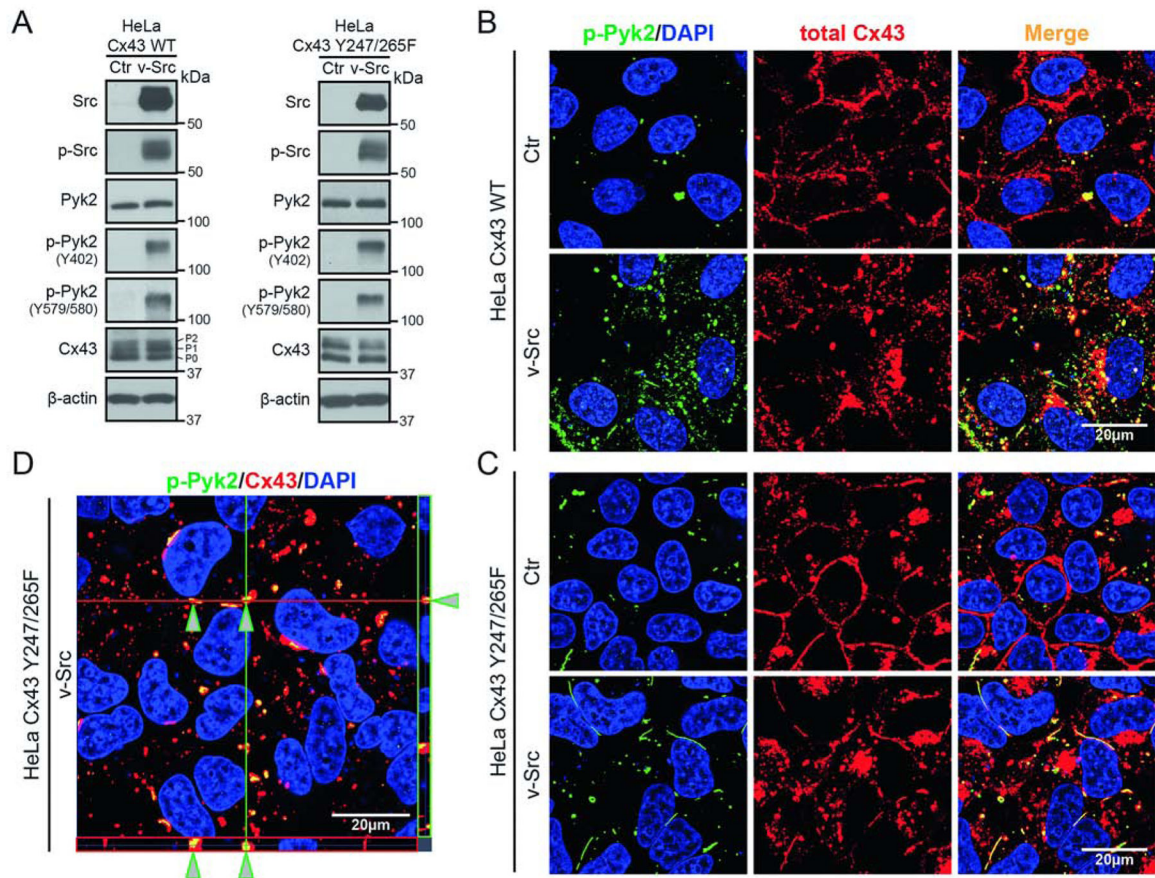 A
HeLa
Cx43 WT
Ctr v-Src kDa
Src
50
p-Src
50
Pyk2
100
p-Pyk2
(Y402)
100
p-Pyk2
(Y579/580)
100
Cx43
P2
P1
P0
37
β-actin
37
HeLa
Cx43 Y247/265F
Ctr v-Src kDa
Src
50
p-Src
50
Pyk2
100
p-Pyk2
(Y402)
100
p-Pyk2
(Y579/580)
100
Cx43
37
β-actin
37
B
p-Pyk2/DAPI total Cx43 Merge
HeLa Cx43 WT
Ctr
v-Src
20µm
D
p-Pyk2/Cx43/DAPI
HeLa Cx43 Y247/265F
v-Src
20µm
C
HeLa Cx43 Y247/265F
Ctr
v-Src
20µm